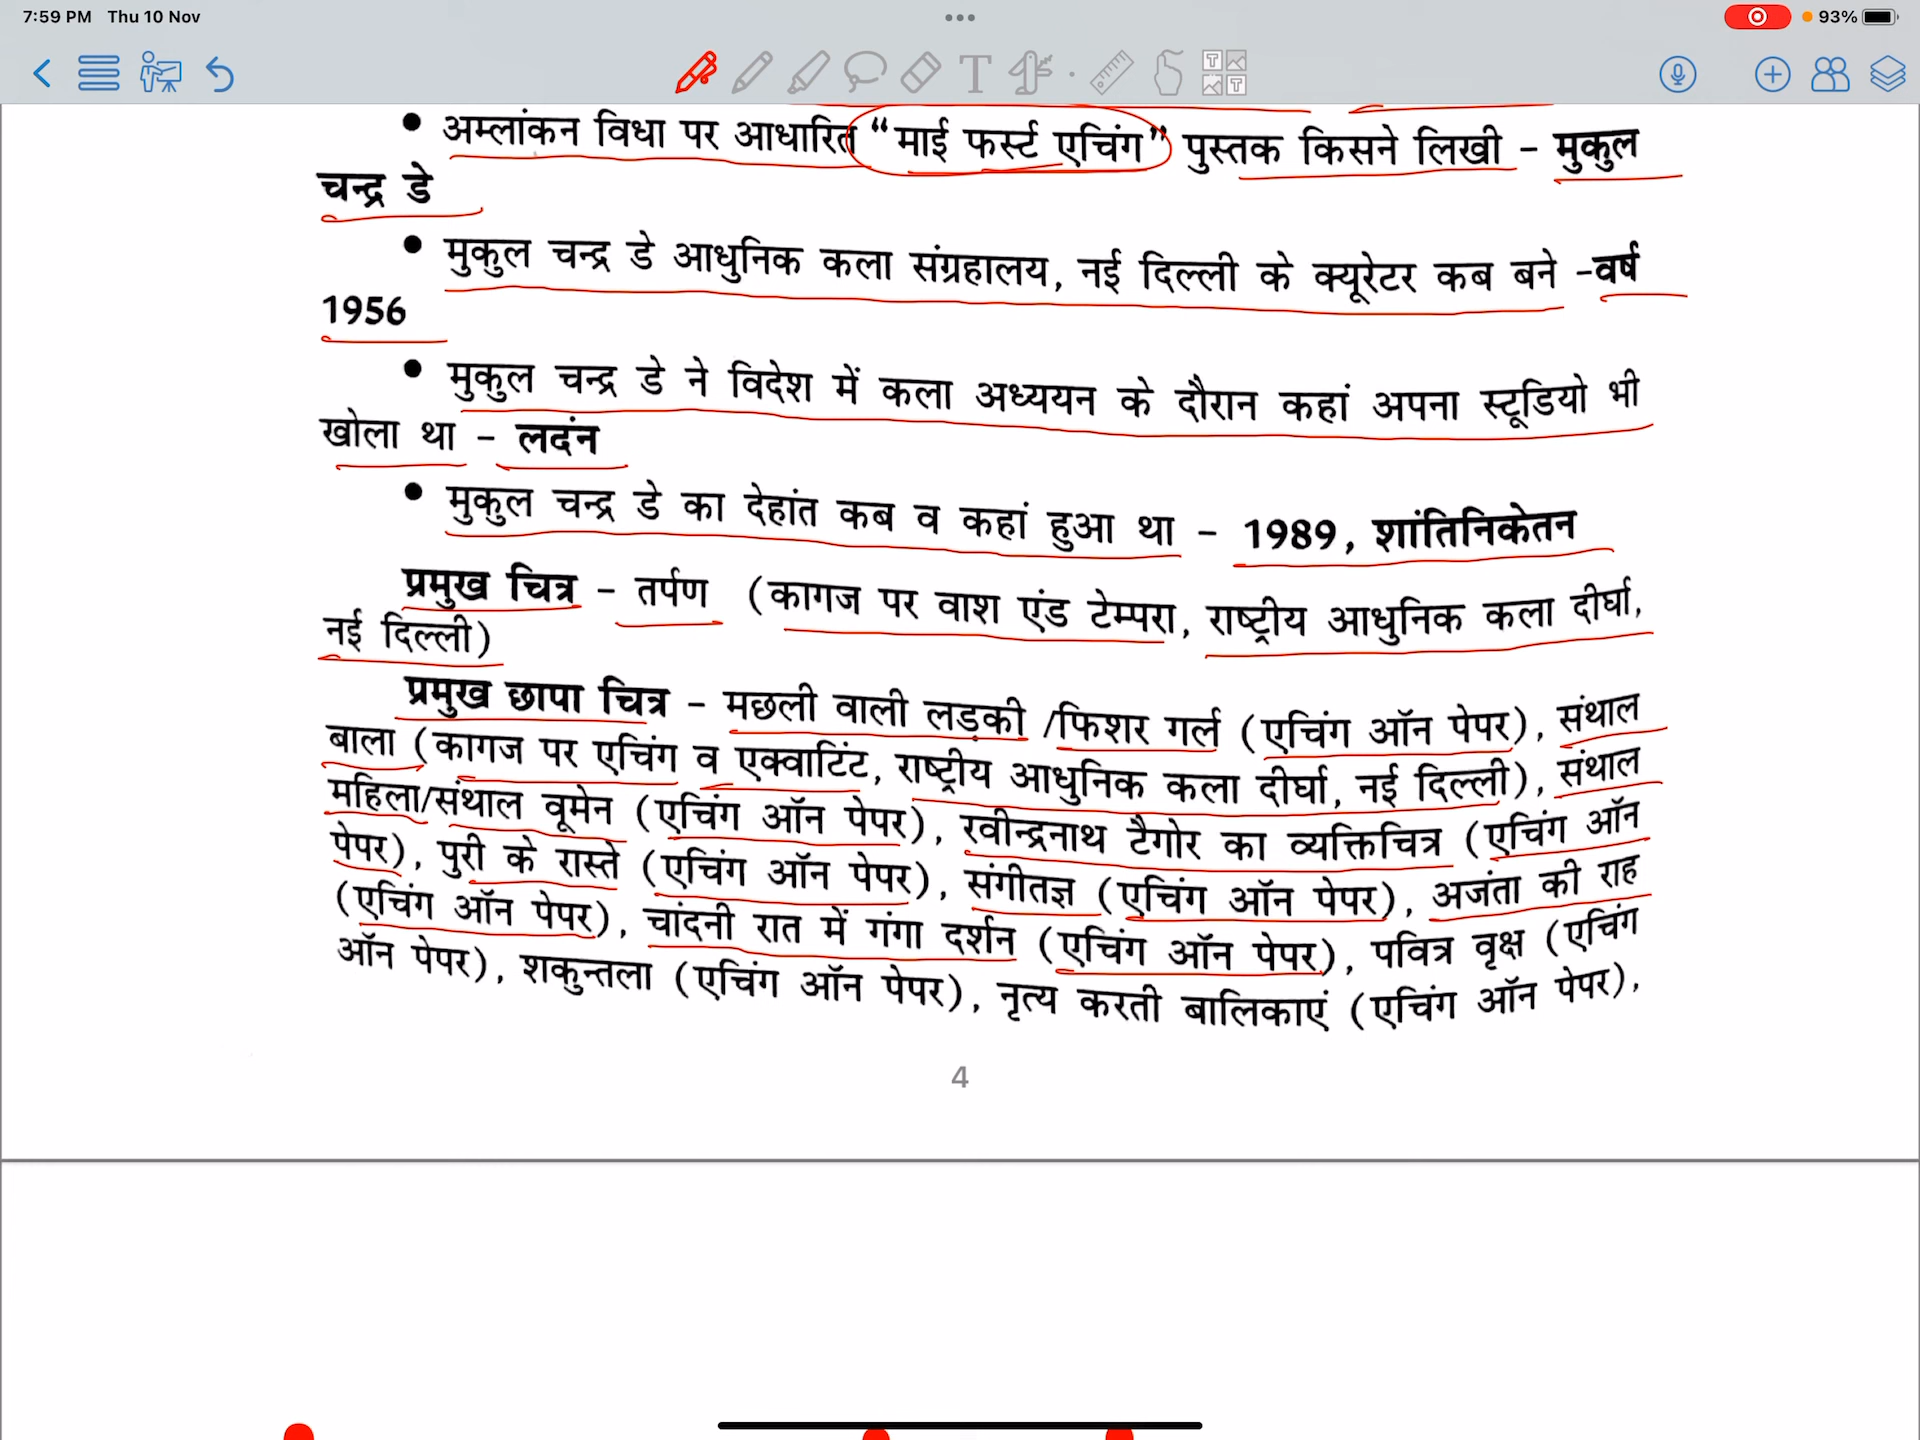 7:59 PM Thu 10 Nov
93%
• अम्लांकन विधा पर आधारित “माई फर्स्ट एचिंग” पुस्तक किसने लिखी – मुकुल
चन्द्र डे
• मुकुल चन्द्र डे आधुनिक कला संग्रहालय, नई दिल्ली के क्यूरेटर कब बने -वर्ष
1956
• मुकुल चन्द्र डे ने विदेश में कला अध्ययन के दौरान कहां अपना स्टूडियो भी
खोला था – लदंन
• मुकुल चन्द्र डे का देहांत कब व कहां हुआ था – 1989, शांतिनिकेतन
प्रमुख चित्र – तर्पण (कागज पर वाश एंड टेम्परा, राष्ट्रीय आधुनिक कला दीर्घा,
नई दिल्ली)
प्रमुख छापा चित्र – मछली वाली लड़की /फिशर गर्ल (एचिंग ऑन पेपर), संथाल
बाला (कागज पर एचिंग व एक्वाटिंट, राष्ट्रीय आधुनिक कला दीर्घा, नई दिल्ली), संथाल
महिला/संथाल वूमेन (एचिंग ऑन पेपर), रवीन्द्रनाथ टैगोर का व्यक्तिचित्र (एचिंग ऑन
पेपर), पुरी के रास्ते (एचिंग ऑन पेपर), संगीतज्ञ (एचिंग ऑन पेपर), अजंता की राह
(एचिंग ऑन पेपर), चांदनी रात में गंगा दर्शन (एचिंग ऑन पेपर), पवित्र वृक्ष (एचिंग
ऑन पेपर), शकुन्तला (एचिंग ऑन पेपर), नृत्य करती बालिकाएं (एचिंग ऑन पेपर),
4